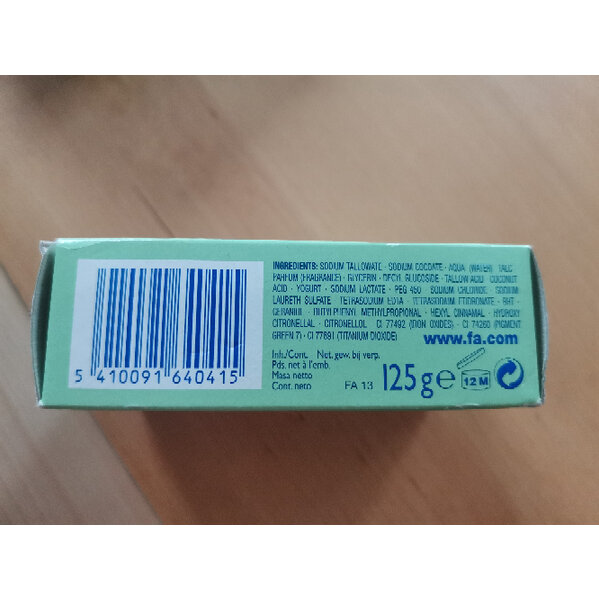 INGREDIENTS: SODIUM TALLOWATE · SODIUM COCOATE · AQUA (WATER) TALC
PARFUM (FRAGRANCE) · GLYCERIN · DECYL GLUCOSIDE · TALLOW ACID · COCONUT
ACID · YOGURT · SODIUM LACTATE · PEG 450 · SODIUM CHLORIDE · SODIUM
LAURETH SULFATE · TETRASODIUM EDTA · TETRASODIUM ETIDRONATE · BHT ·
GERANIOL · BUTYLPHENYL METHYLPROPIONAL · HEXYL CINNAMAL · HYDROXY
CITRONELLAL · CITRONELLOL CI 77492 (IRON OXIDES) · CI 74260 (PIGMENT
GREEN 7) · CI 77891 (TITANIUM DIOXIDE)
www.fa.com
Inh./Cont. Net. gew. bij verp.
Pds. net à l'emb.
Masa netto
Cont. neto
FA 13
125g℮
12 M
5 410091 640415